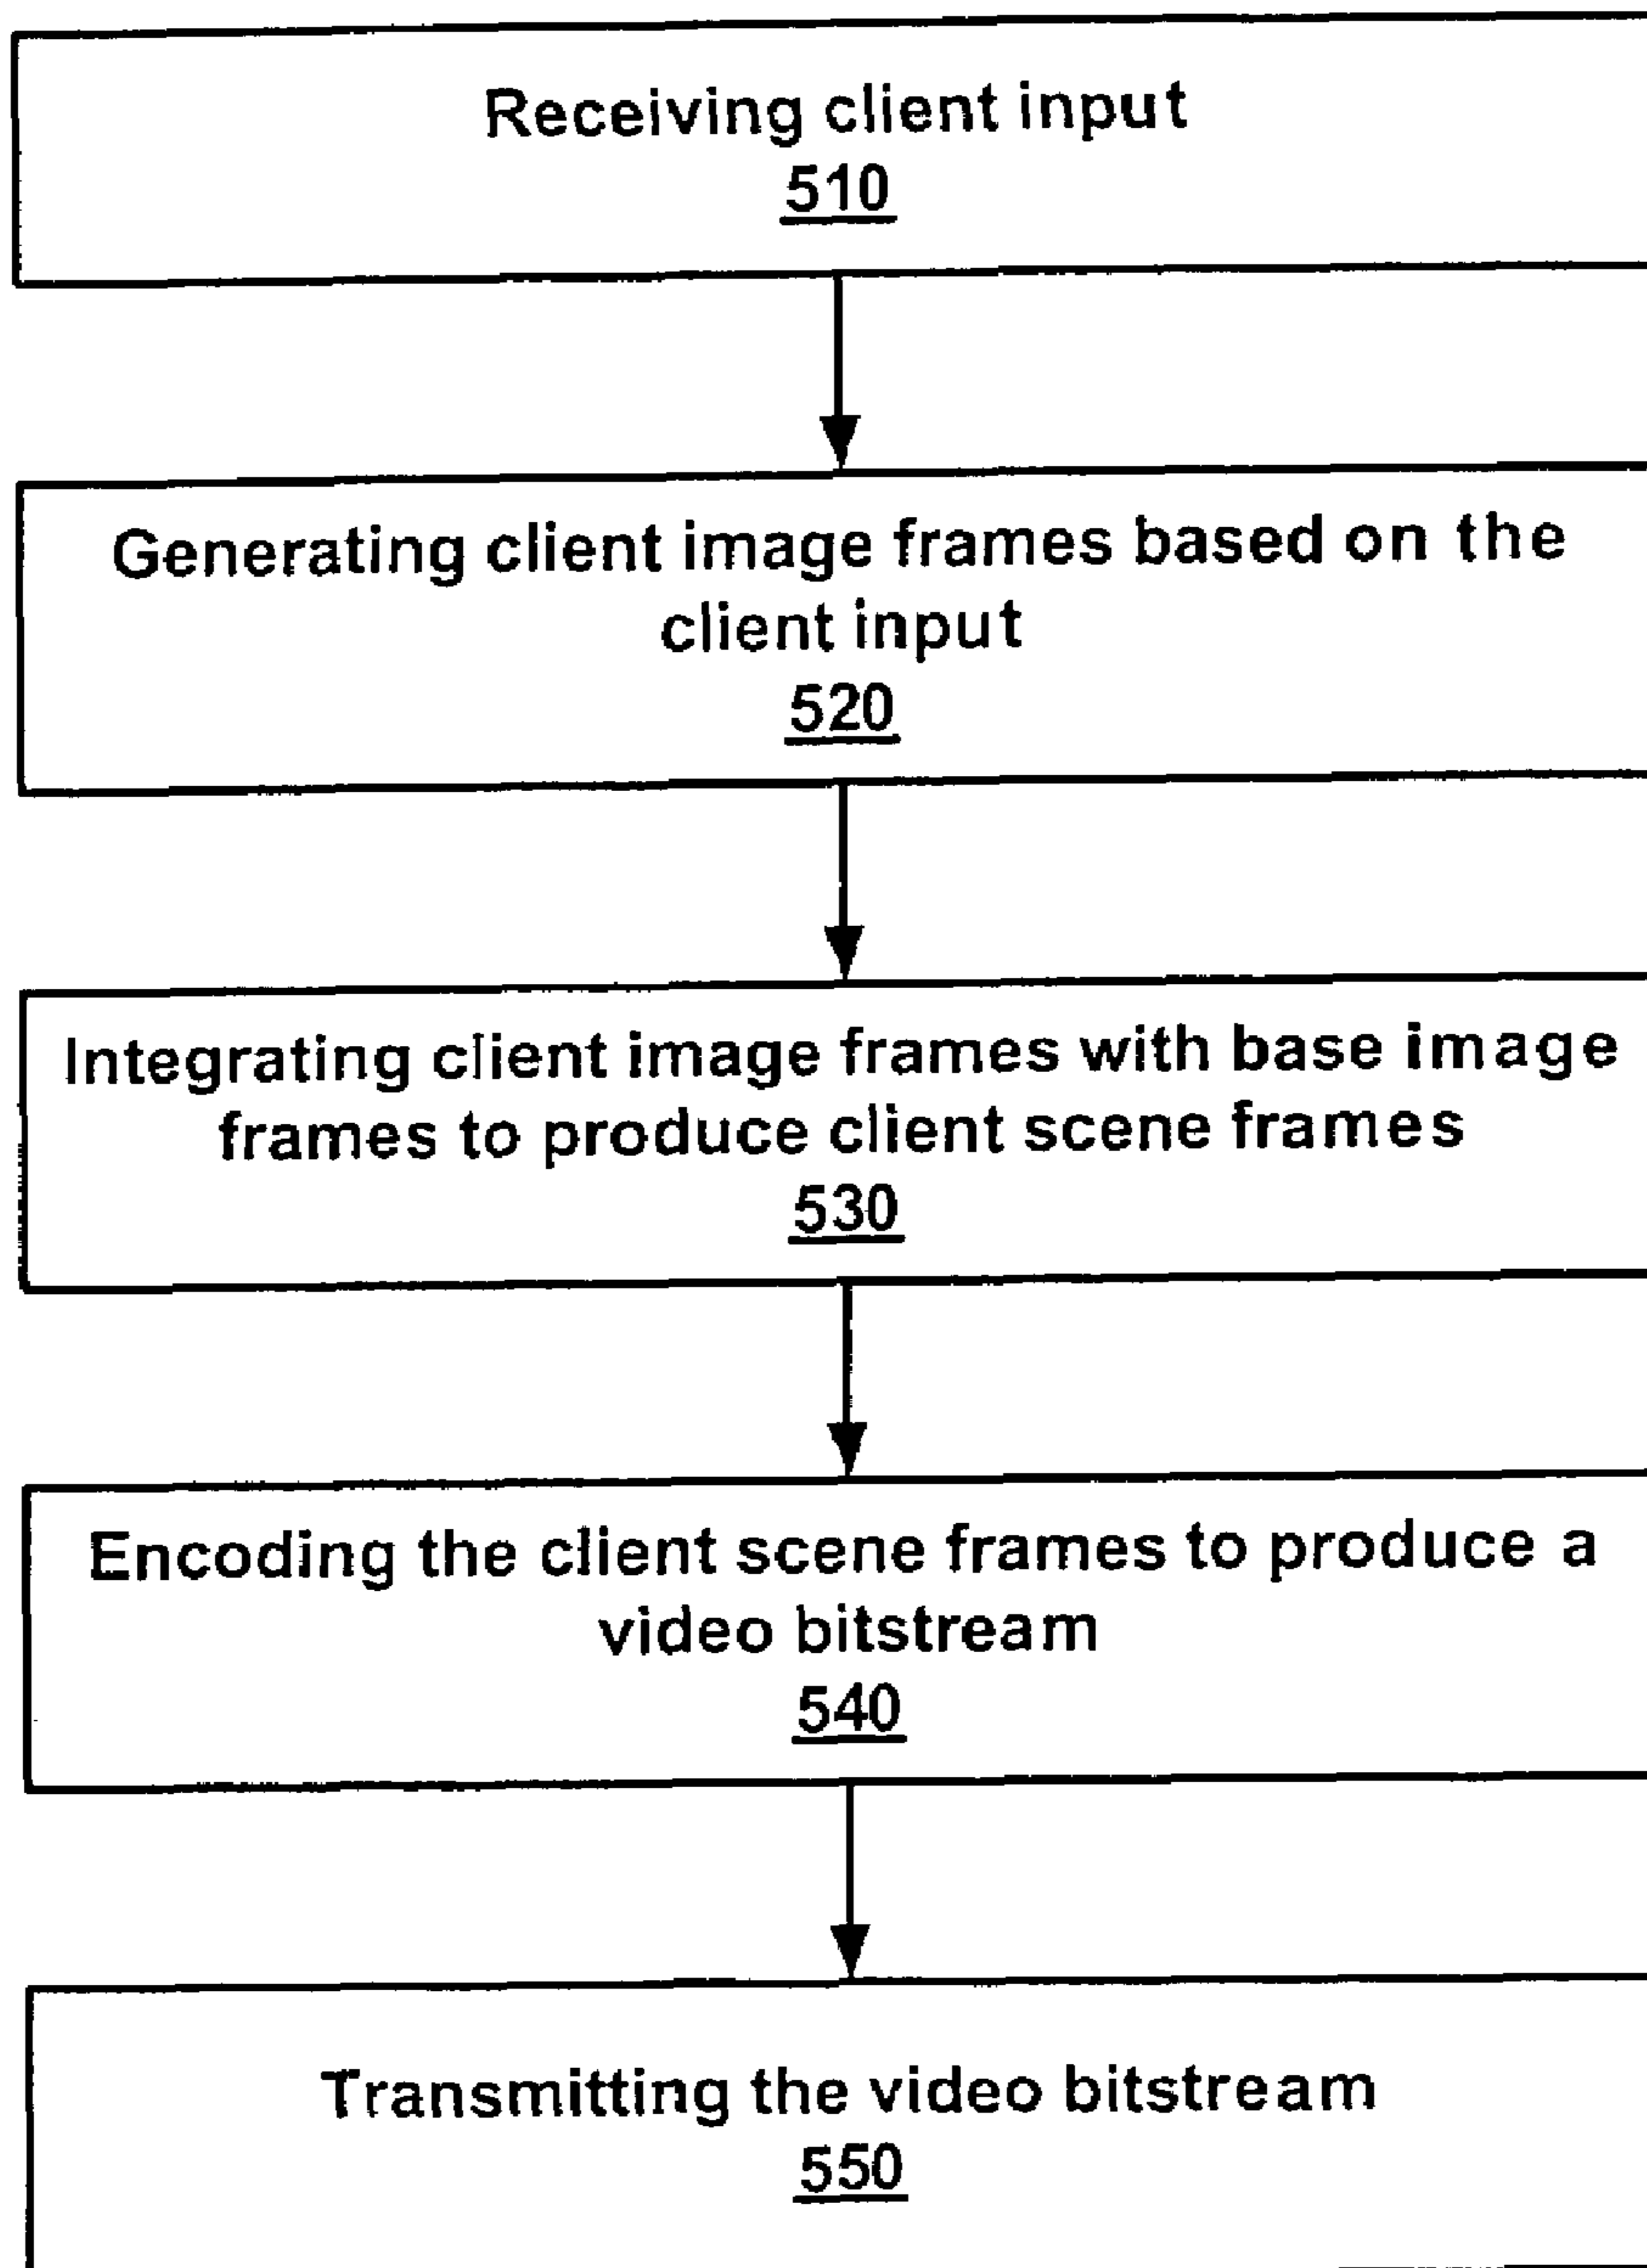 Receiving client input
510
Generating client image frames based on the
client input
520
Integrating client image frames with base image
frames to produce client scene frames
530
Encoding the client scene frames to produce a
video bitstream
540
Transmitting the video bitstream
550